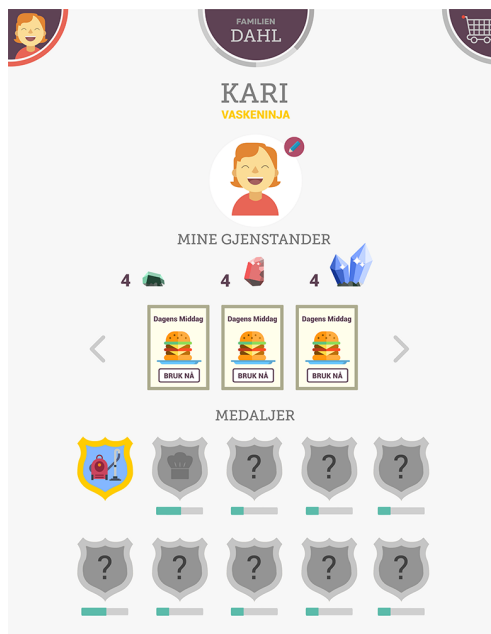 FAMILIEN
DAHL
KARI
VASKENINJA
MINE GJENSTANDER
4 4 4
Dagens Middag Dagens Middag Dagens Middag
BRUK NÅ BRUK NÅ BRUK NÅ
MEDALJER
? ? ?
? ? ? ? ?